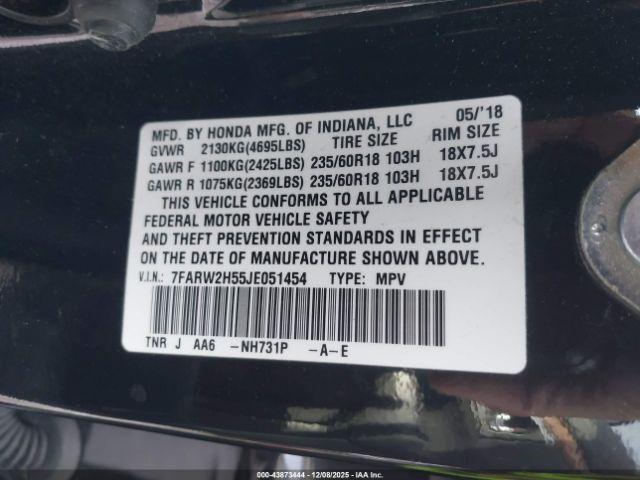 MFD. BY HONDA MFG. OF INDIANA, LLC 05/'18
GVWR 2130KG(4695LBS) TIRE SIZE RIM SIZE
GAWR F 1100KG(2425LBS) 235/60R18 103H 18X7.5J
GAWR R 1075KG(2369LBS) 235/60R18 103H 18X7.5J
THIS VEHICLE CONFORMS TO ALL APPLICABLE
FEDERAL MOTOR VEHICLE SAFETY
AND THEFT PREVENTION STANDARDS IN EFFECT
ON THE DATE OF MANUFACTURE SHOWN ABOVE.
V.I.N.: 7FARW2H55JE051454 TYPE: MPV
TNR J AA6 -NH731P -A-E
000-43873444 - 12/08/2025 - IAA Inc.